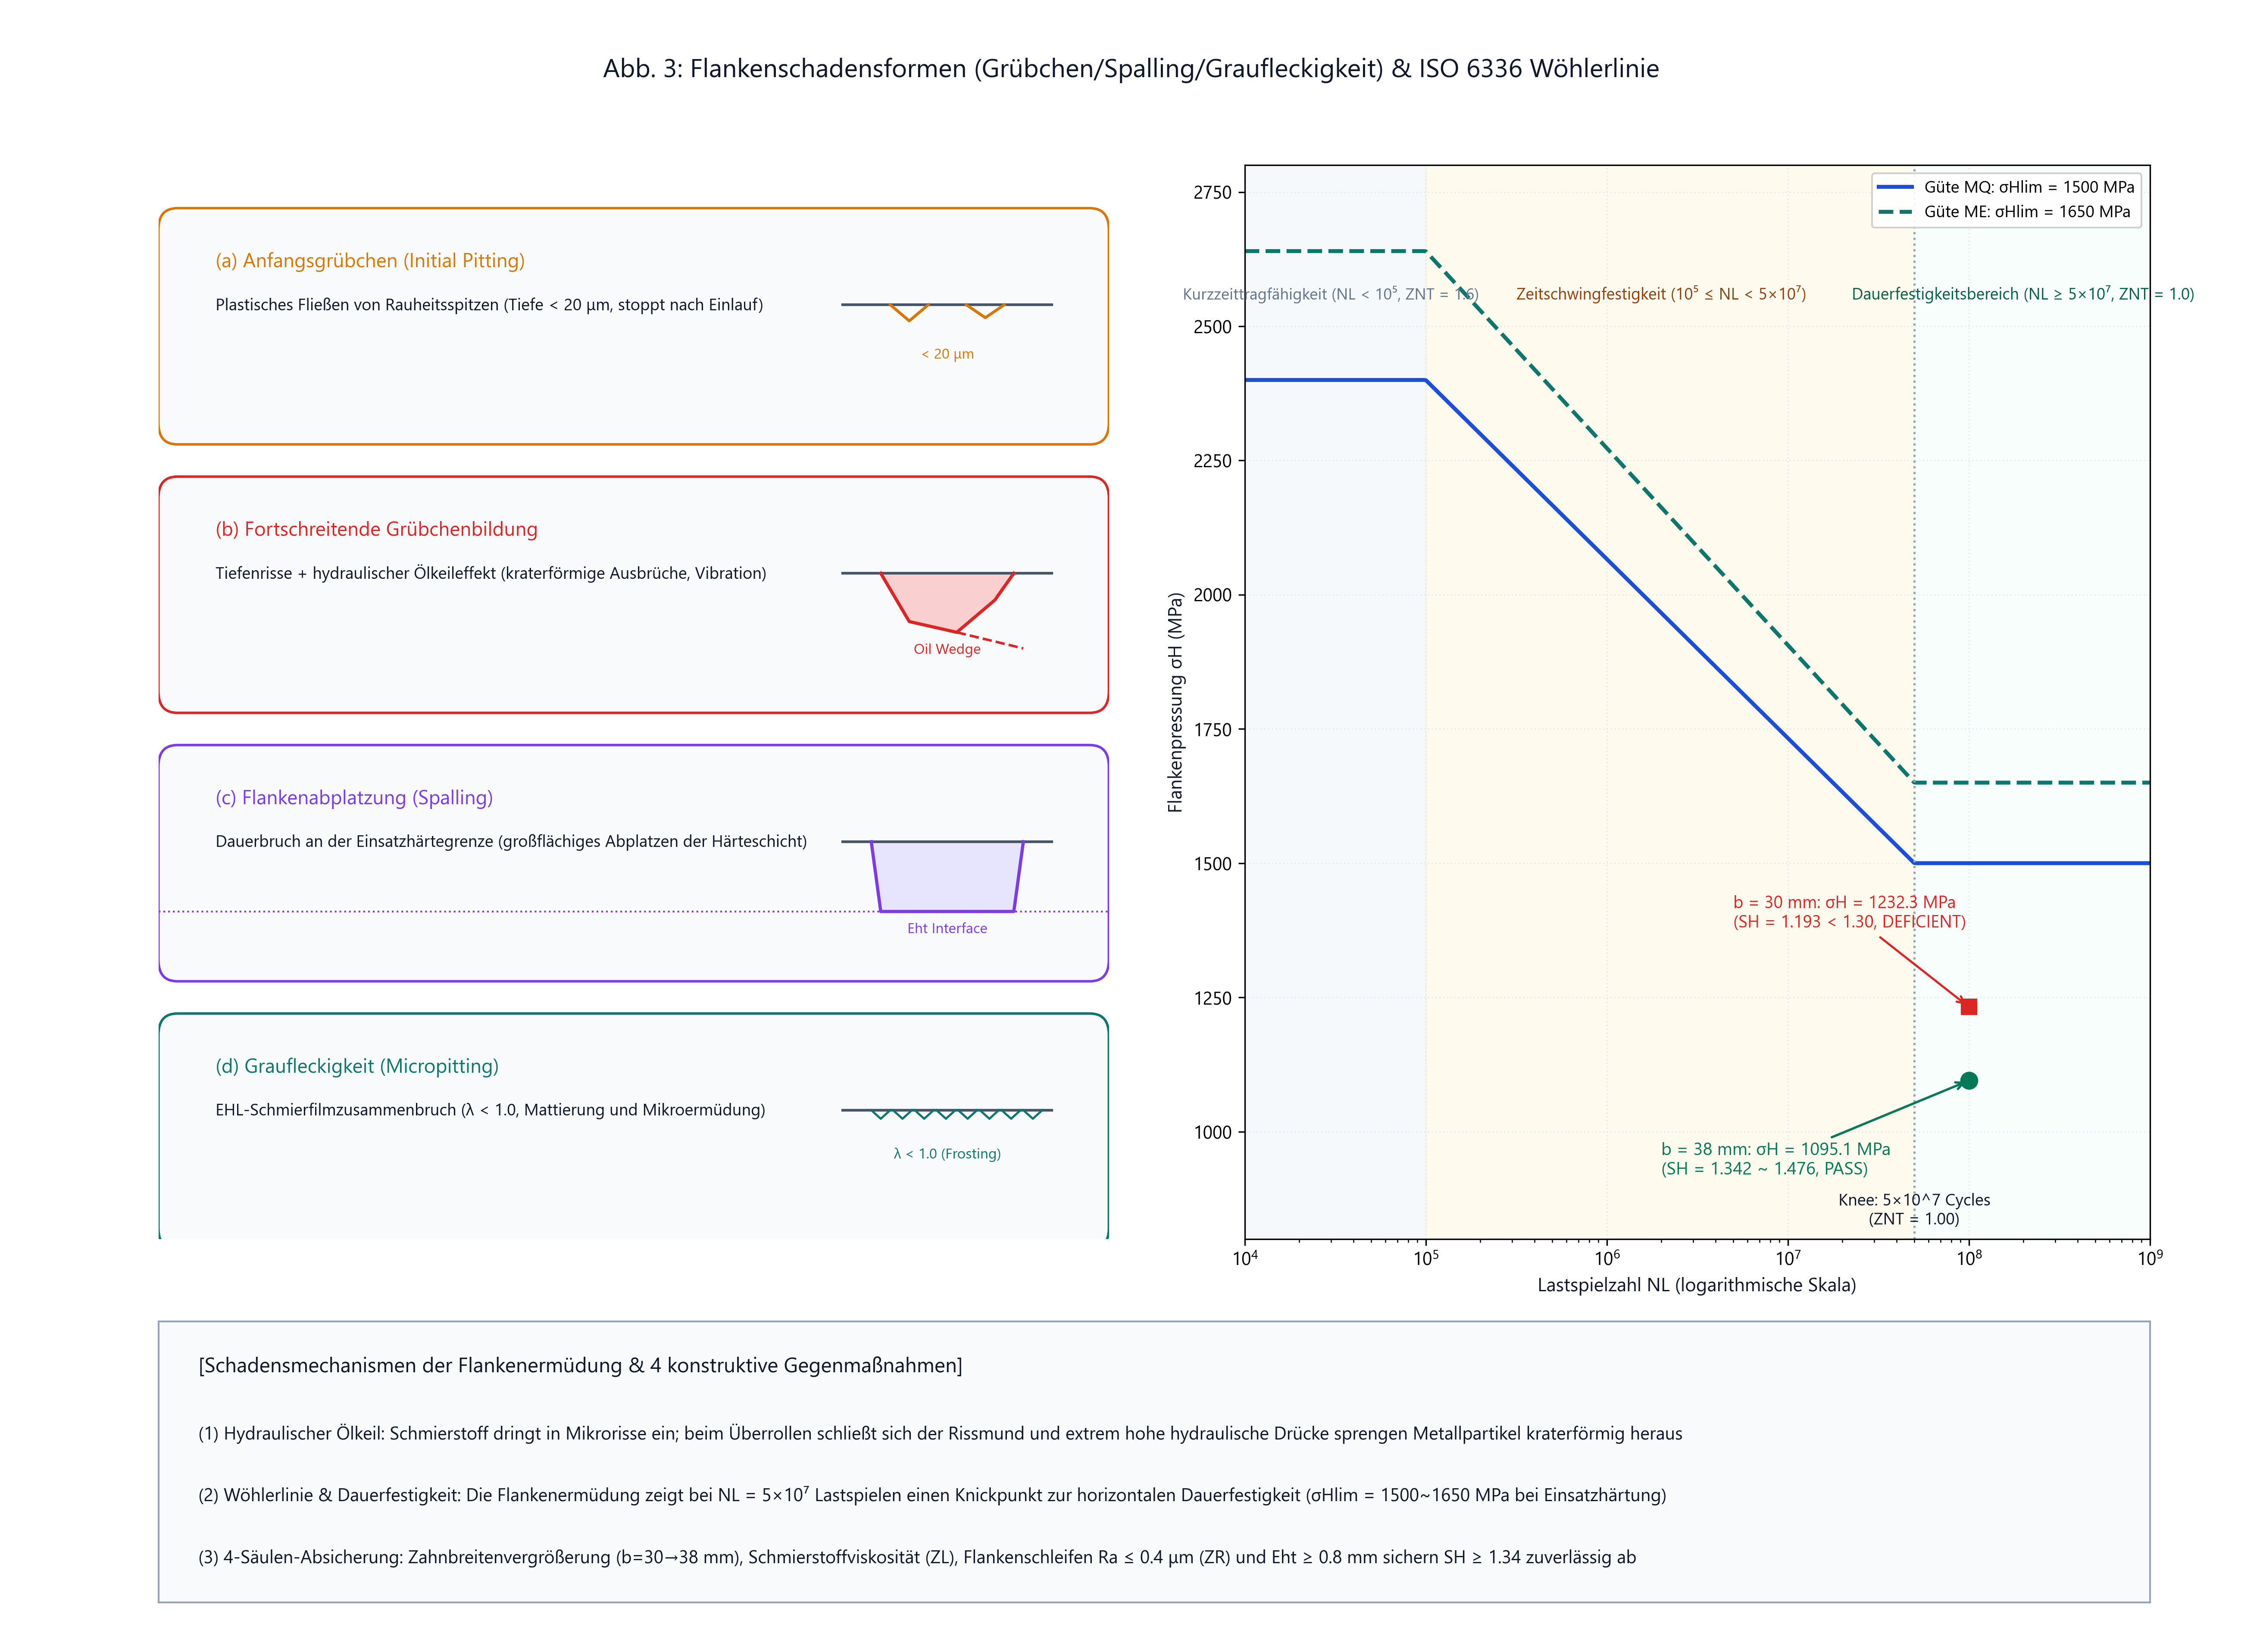 Abb. 3: Flankenschadensformen (Grübchen/Spalling/Graufleckigkeit) & ISO 6336 Wöhlerlinie
(a) Anfangsgrübchen (Initial Pitting)
Plastisches Fließen von Rauheitsspitzen (Tiefe < 20 µm, stoppt nach Einlauf)
< 20 µm
(b) Fortschreitende Grübchenbildung
Tiefenrisse + hydraulischer Ölkeileffekt (kraterförmige Ausbrüche, Vibration)
Oil Wedge
(c) Flankenabplatzung (Spalling)
Dauerbruch an der Einsatzhärtegrenze (großflächiges Abplatzen der Härteschicht)
Eht Interface
(d) Graufleckigkeit (Micropitting)
EHL-Schmierfilmzusammenbruch (λ < 1.0, Mattierung und Mikroermüdung)
λ < 1.0 (Frosting)
Flankenpressung σH (MPa)
2750
2500
2250
2000
1750
1500
1250
1000
Güte MQ: σHlim = 1500 MPa
Güte ME: σHlim = 1650 MPa
Kurzzeittragfähigkeit (NL < 10⁵, ZNT = 1.6)
Zeitschwingfestigkeit (10⁵ ≤ NL < 5×10⁷)
Dauerfestigkeitsbereich (NL ≥ 5×10⁷, ZNT = 1.0)
b = 30 mm: σH = 1232.3 MPa
(SH = 1.193 < 1.30, DEFICIENT)
b = 38 mm: σH = 1095.1 MPa
(SH = 1.342 ~ 1.476, PASS)
Knee: 5×10^7 Cycles
(ZNT = 1.00)
10⁴
10⁵
10⁶
10⁷
10⁸
10⁹
Lastspielzahl NL (logarithmische Skala)
[Schadensmechanismen der Flankenermüdung & 4 konstruktive Gegenmaßnahmen]
(1) Hydraulischer Ölkeil: Schmierstoff dringt in Mikrorisse ein; beim Überrollen schließt sich der Rissmund und extrem hohe hydraulische Drücke sprengen Metallpartikel kraterförmig heraus
(2) Wöhlerlinie & Dauerfestigkeit: Die Flankenermüdung zeigt bei NL = 5×10⁷ Lastspielen einen Knickpunkt zur horizontalen Dauerfestigkeit (σHlim = 1500~1650 MPa bei Einsatzhärtung)
(3) 4-Säulen-Absicherung: Zahnbreitenvergrößerung (b=30→38 mm), Schmierstoffviskosität (ZL), Flankenschleifen Ra ≤ 0.4 µm (ZR) und Eht ≥ 0.8 mm sichern SH ≥ 1.34 zuverlässig ab